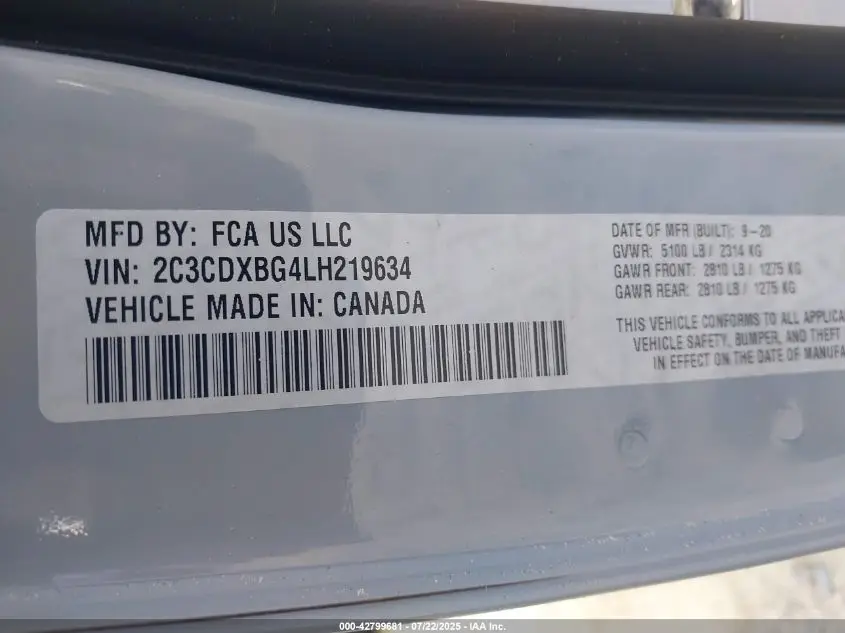 MFD BY: FCA US LLC
VIN: 2C3CDXBG4LH219634
VEHICLE MADE IN: CANADA
DATE OF MFR (BUILT): 9-20
GVWR: 5100 LB / 2314 KG
GAWR FRONT: 2810 LB / 1275 KG
GAWR REAR: 2810 LB / 1275 KG
THIS VEHICLE CONFORMS TO ALL APPLICA
VEHICLE SAFETY, BUMPER, AND THEFT
IN EFFECT ON THE DATE OF MANUFA
000-42799681 - 07/22/2025 - IAA Inc.